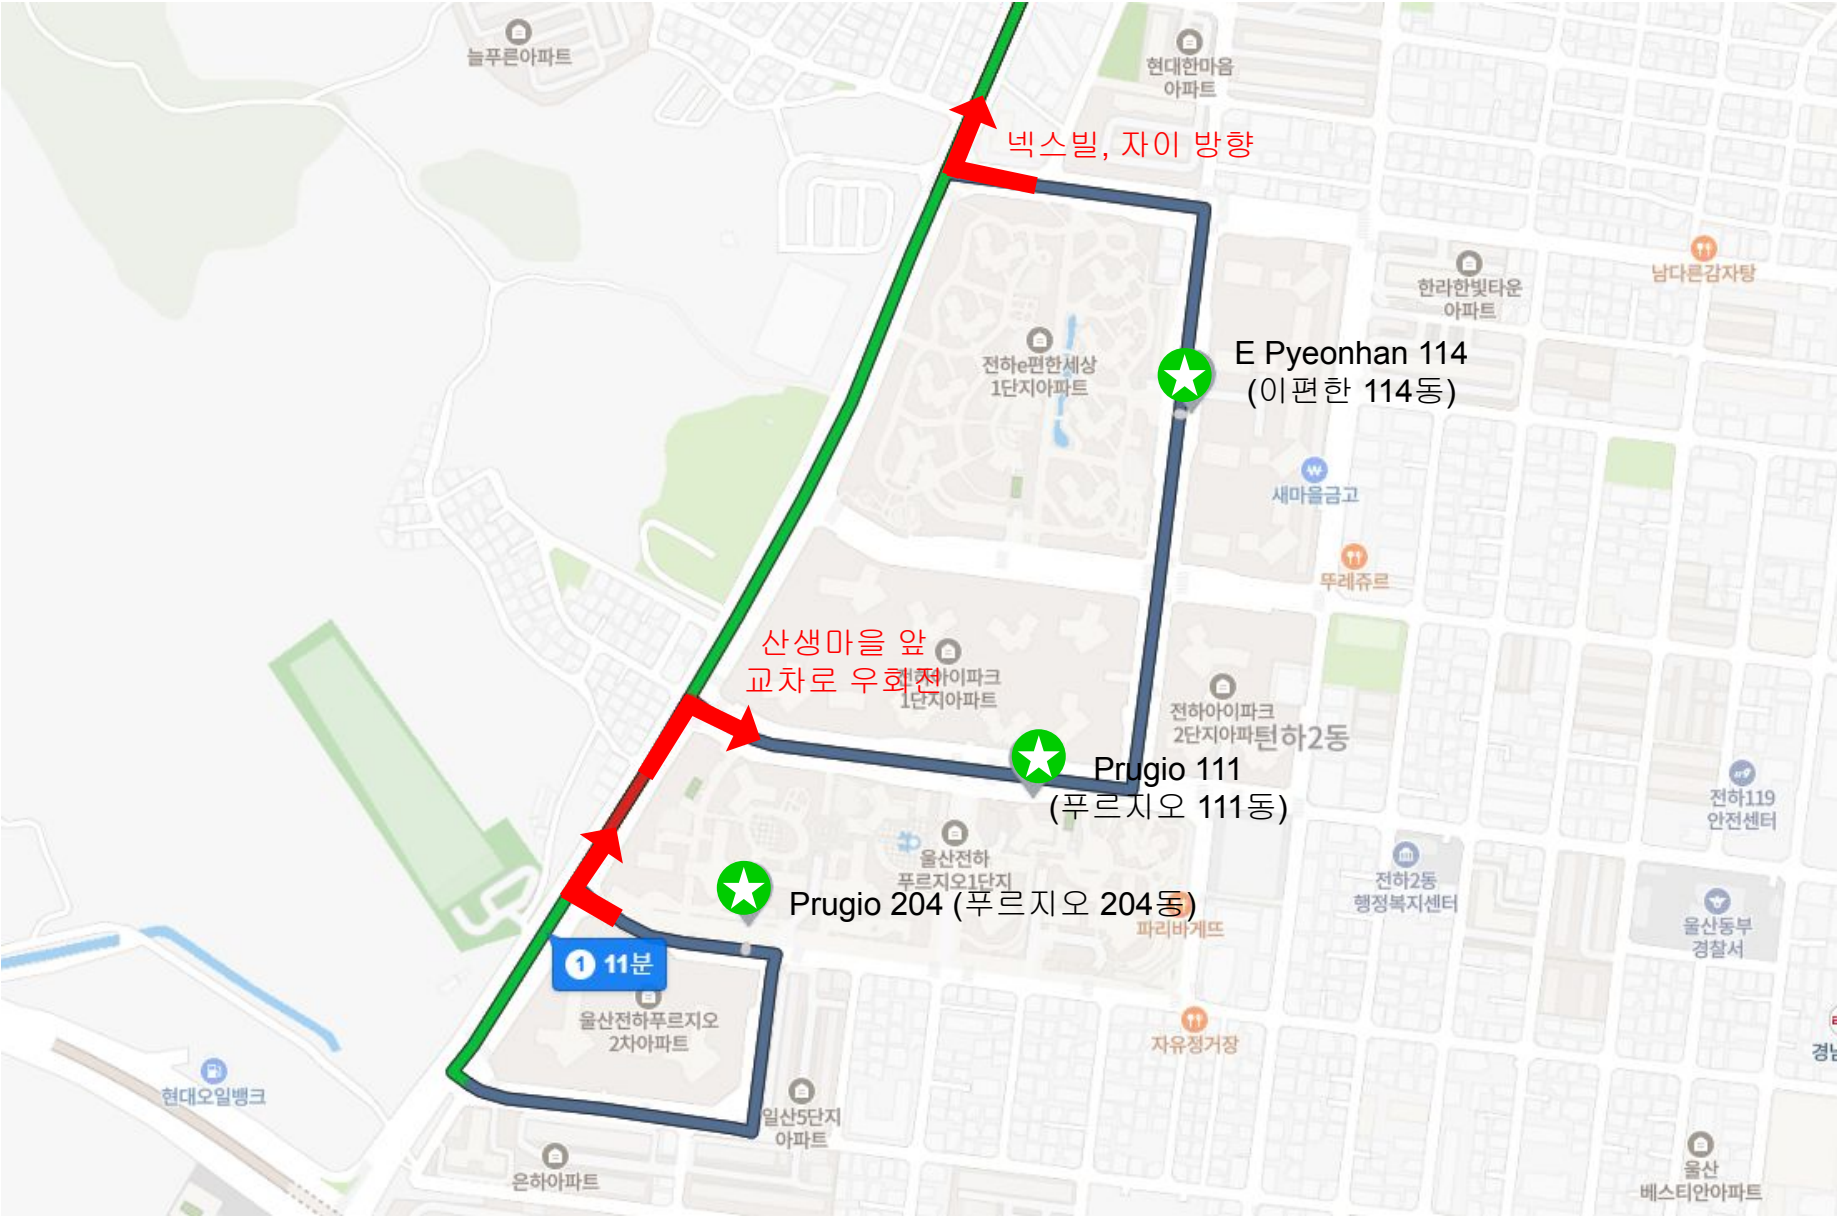 늘푸른아파트
현대한마음
아파트
넥스빌, 자이 방향
남다른감자탕
한라한빛타운
아파트
전하e편한세상
1단지아파트
E Pyeonhan 114
(이편한 114동)
새마을금고
뚜레쥬르
산생마을 앞
교차로 우회전
전하아이파크
1단지아파트
전하아이파크
2단지아파트
전하2동
Prugio 111
(푸르지오 111동)
전하119
안전센터
울산전하
푸르지오1단지
전하2동
행정복지센터
Prugio 204 (푸르지오 204동)
파리바게뜨
울산동부
경찰서
1 11분
울산전하푸르지오
2차아파트
자유정거장
현대오일뱅크
일산5단지
아파트
은하아파트
울산
베스티안아파트